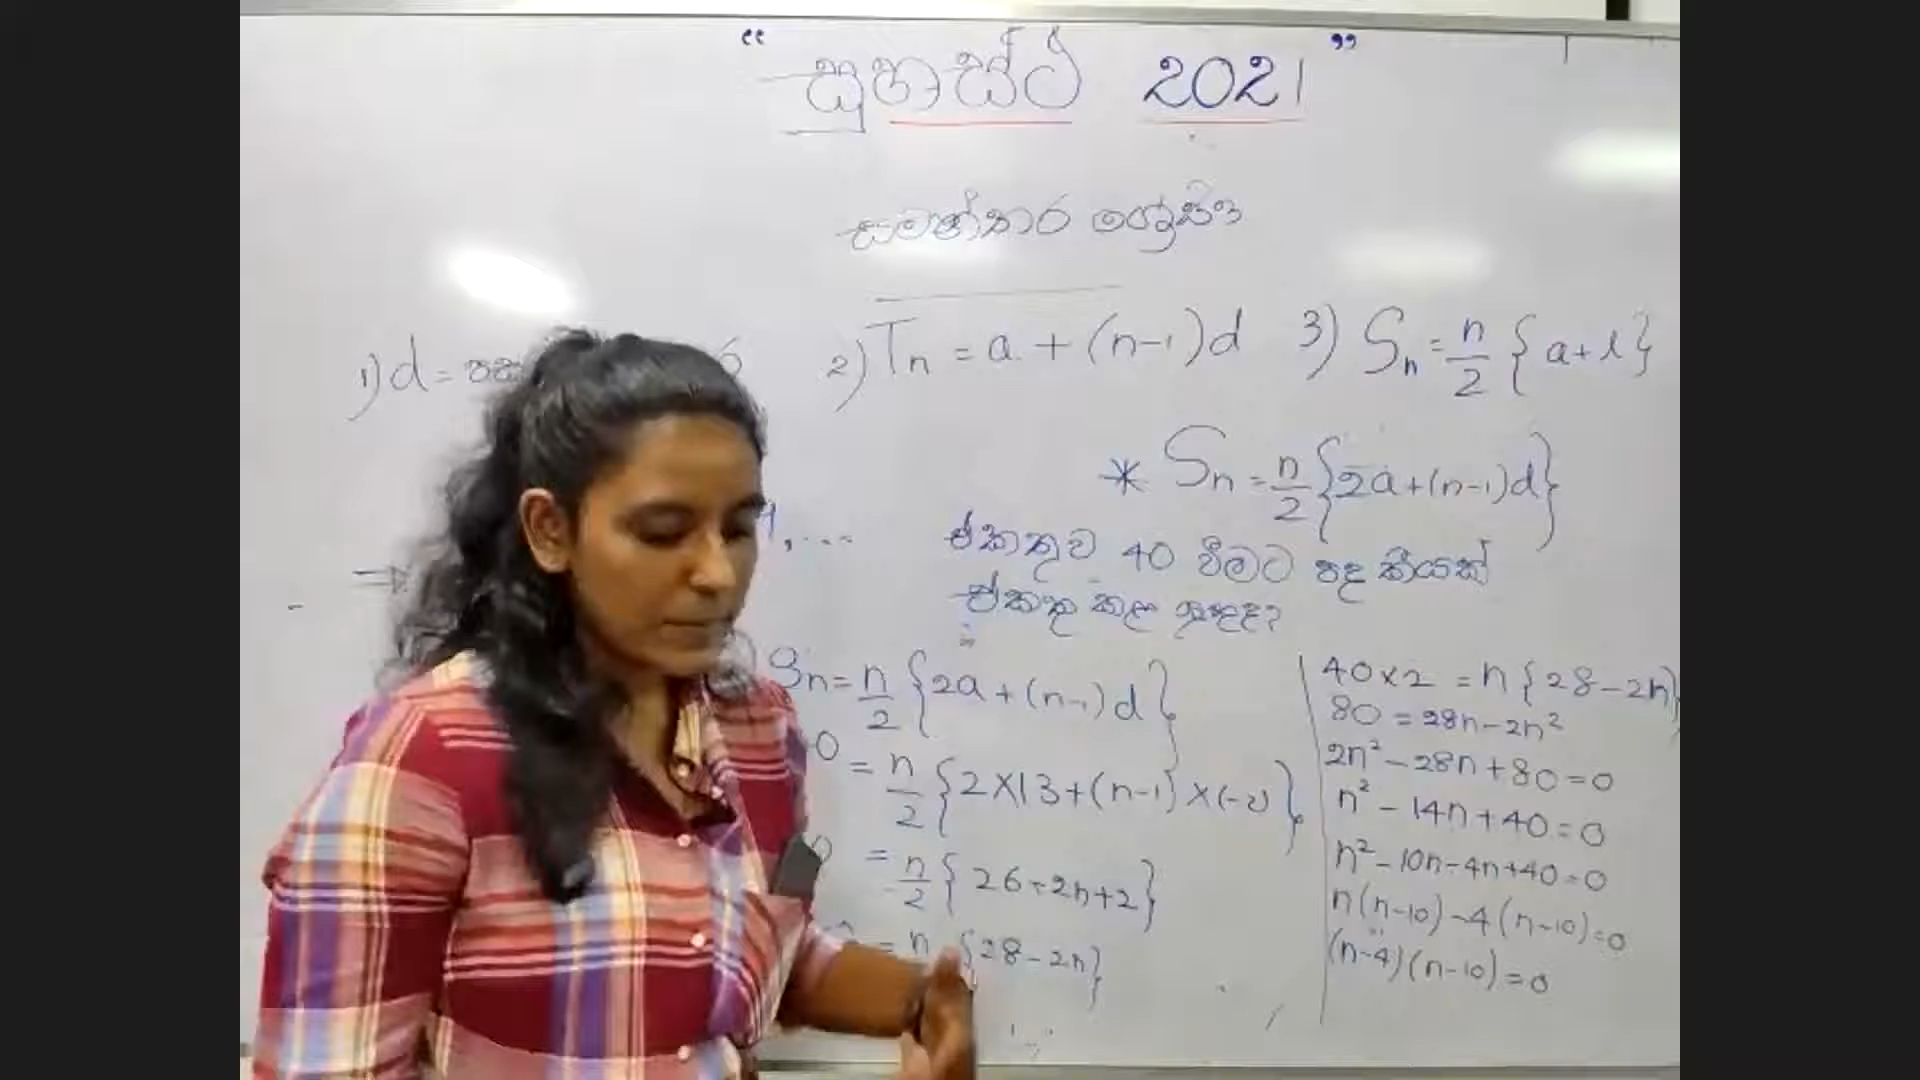 “ සුභාස්ට් 2021 ”
සමාන්තර ශ්‍රේඪි
1) d = 2) Tn = a + (n-1)d 3) Sn = n/2 {a+l}
* Sn = n/2 {2a+(n-1)d}
, ....
එකතුව 40 වීමට පද කීයක්
එකතු කළ යුතුද?
Sn = n/2 {2a + (n-1)d}
0 = n/2 {2×13+(n-1)×(-2)}
0 = n/2 {26-2n+2}
= n {28-2n}
40×2 = n{28-2n}
80 = 28n-2n²
2n²-28n+80=0
n²-14n+40=0
n²-10n-4n+40=0
n(n-10)-4(n-10)=0
(n-4)(n-10)=0